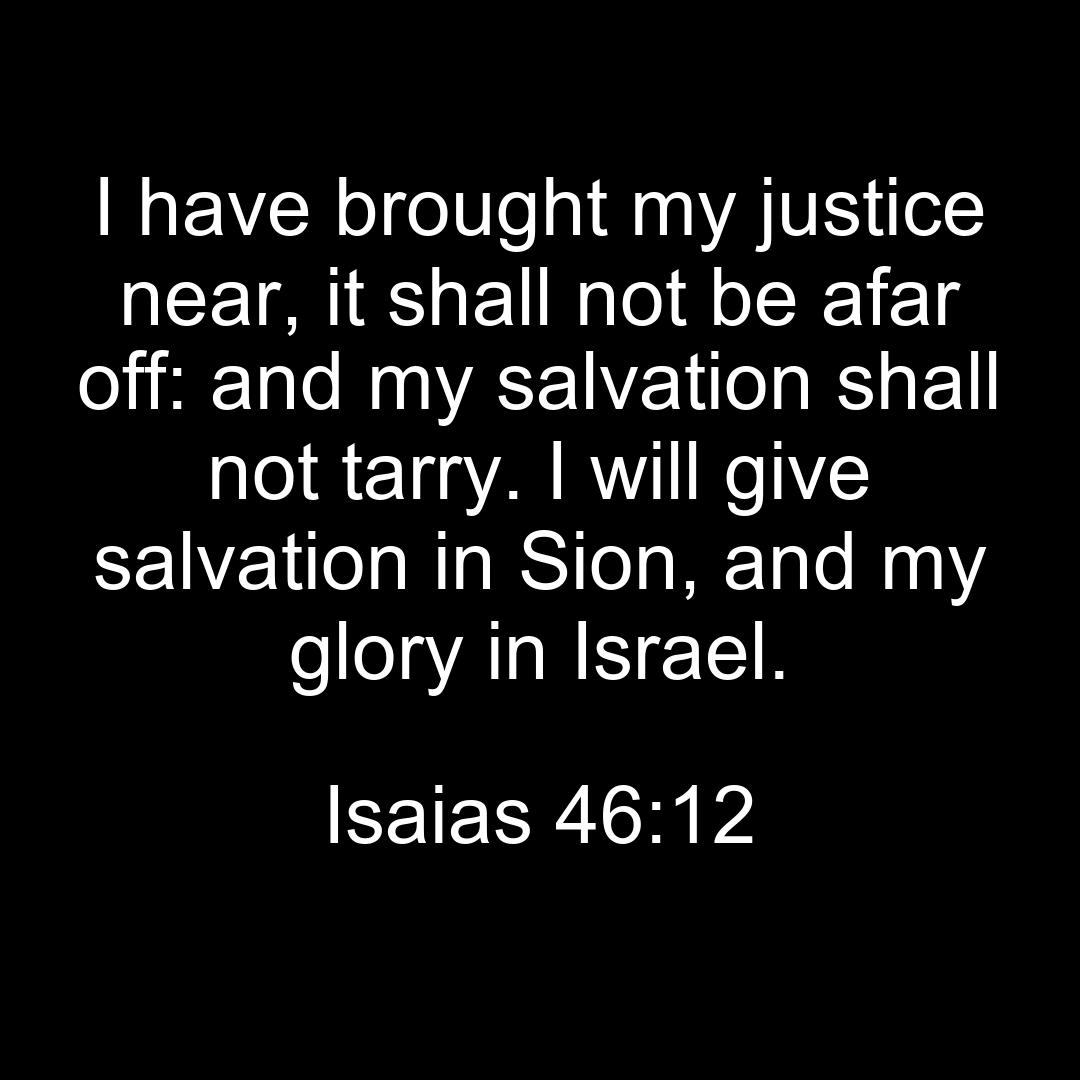 I have brought my justice
near, it shall not be afar
off: and my salvation shall
not tarry. I will give
salvation in Sion, and my
glory in Israel.
Isaias 46:12